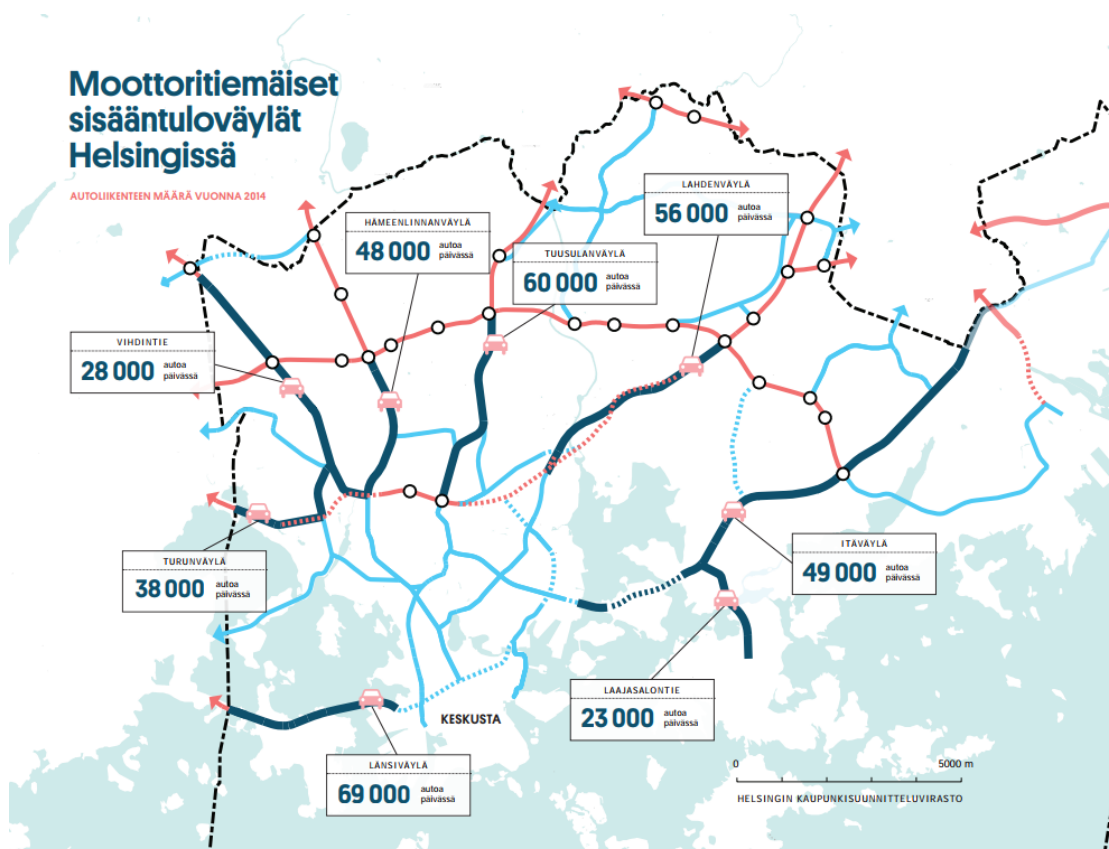 Moottoritiemäiset
sisääntuloväylät
Helsingissä
AUTOLIIKENTEEN MÄÄRÄ VUONNA 2014
LAHDENVÄYLÄ
56 000 autoa
päivässä
HÄMEENLINNANVÄYLÄ
48 000 autoa
päivässä
TUUSULANVÄYLÄ
60 000 autoa
päivässä
VIHDINTIE
28 000 autoa
päivässä
TURUNVÄYLÄ
38 000 autoa
päivässä
ITÄVÄYLÄ
49 000 autoa
päivässä
LAAJASALONTIE
23 000 autoa
päivässä
KESKUSTA
LÄNSIVÄYLÄ
69 000 autoa
päivässä
0 5000 m
HELSINGIN KAUPUNKISUUNNITTELUVIRASTO